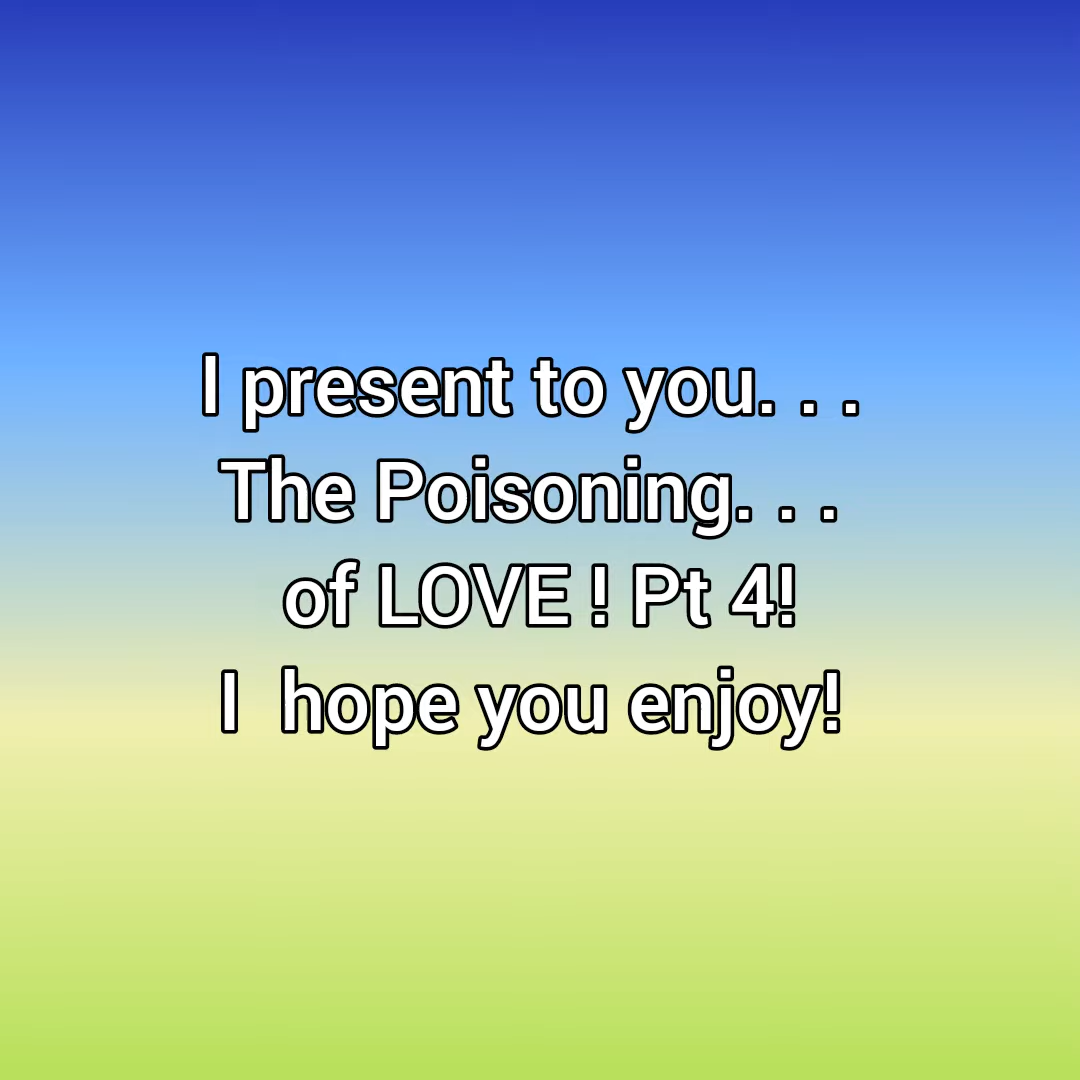 I present to you. . .
The Poisoning. . .
of LOVE ! Pt 4!
I  hope you enjoy!